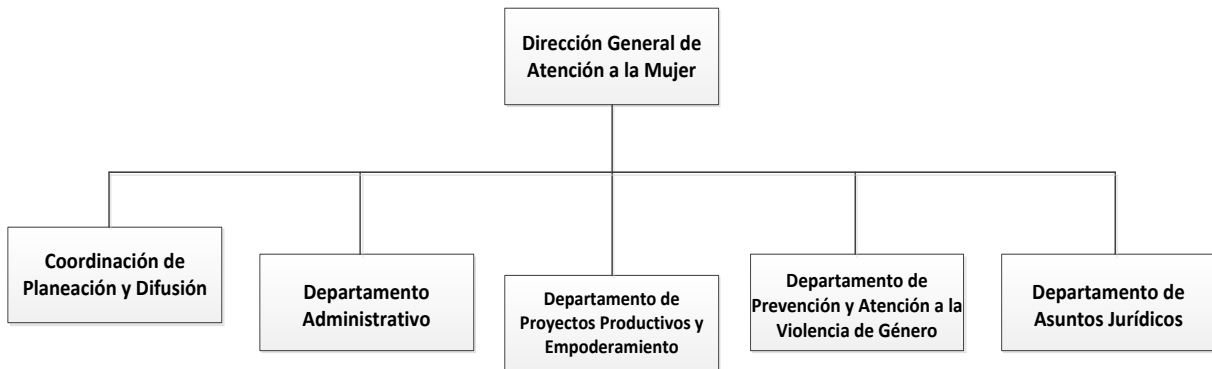 Dirección General de
Atención a la Mujer
Coordinación de
Planeación y Difusión
Departamento
Administrativo
Departamento de
Proyectos Productivos y
Empoderamiento
Departamento de
Prevención y Atención a la
Violencia de Género
Departamento de
Asuntos Jurídicos